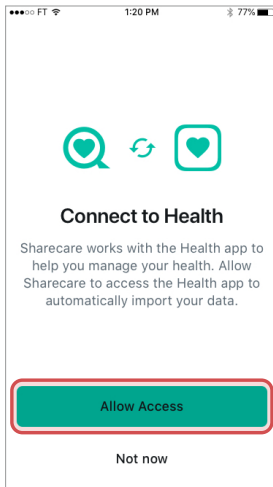 FT 1:20 PM 77%
Connect to Health
Sharecare works with the Health app to
help you manage your health. Allow
Sharecare to access the Health app to
automatically import your data.
Allow Access
Not now